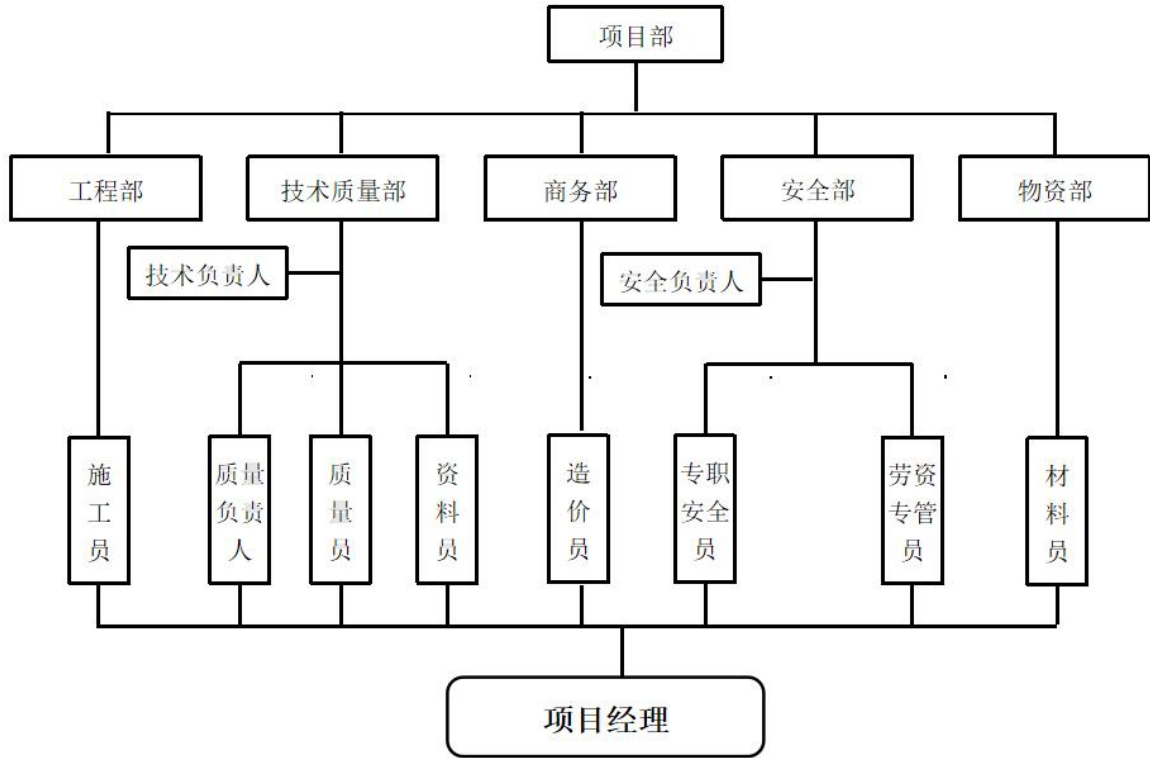 项目部
工程部
技术质量部
商务部
安全部
物资部
技术负责人
安全负责人
施
工
员
质量
负责
人
质
量
员
资
料
员
造
价
员
专职
安全
员
劳资
专管
员
材
料
员
项目经理